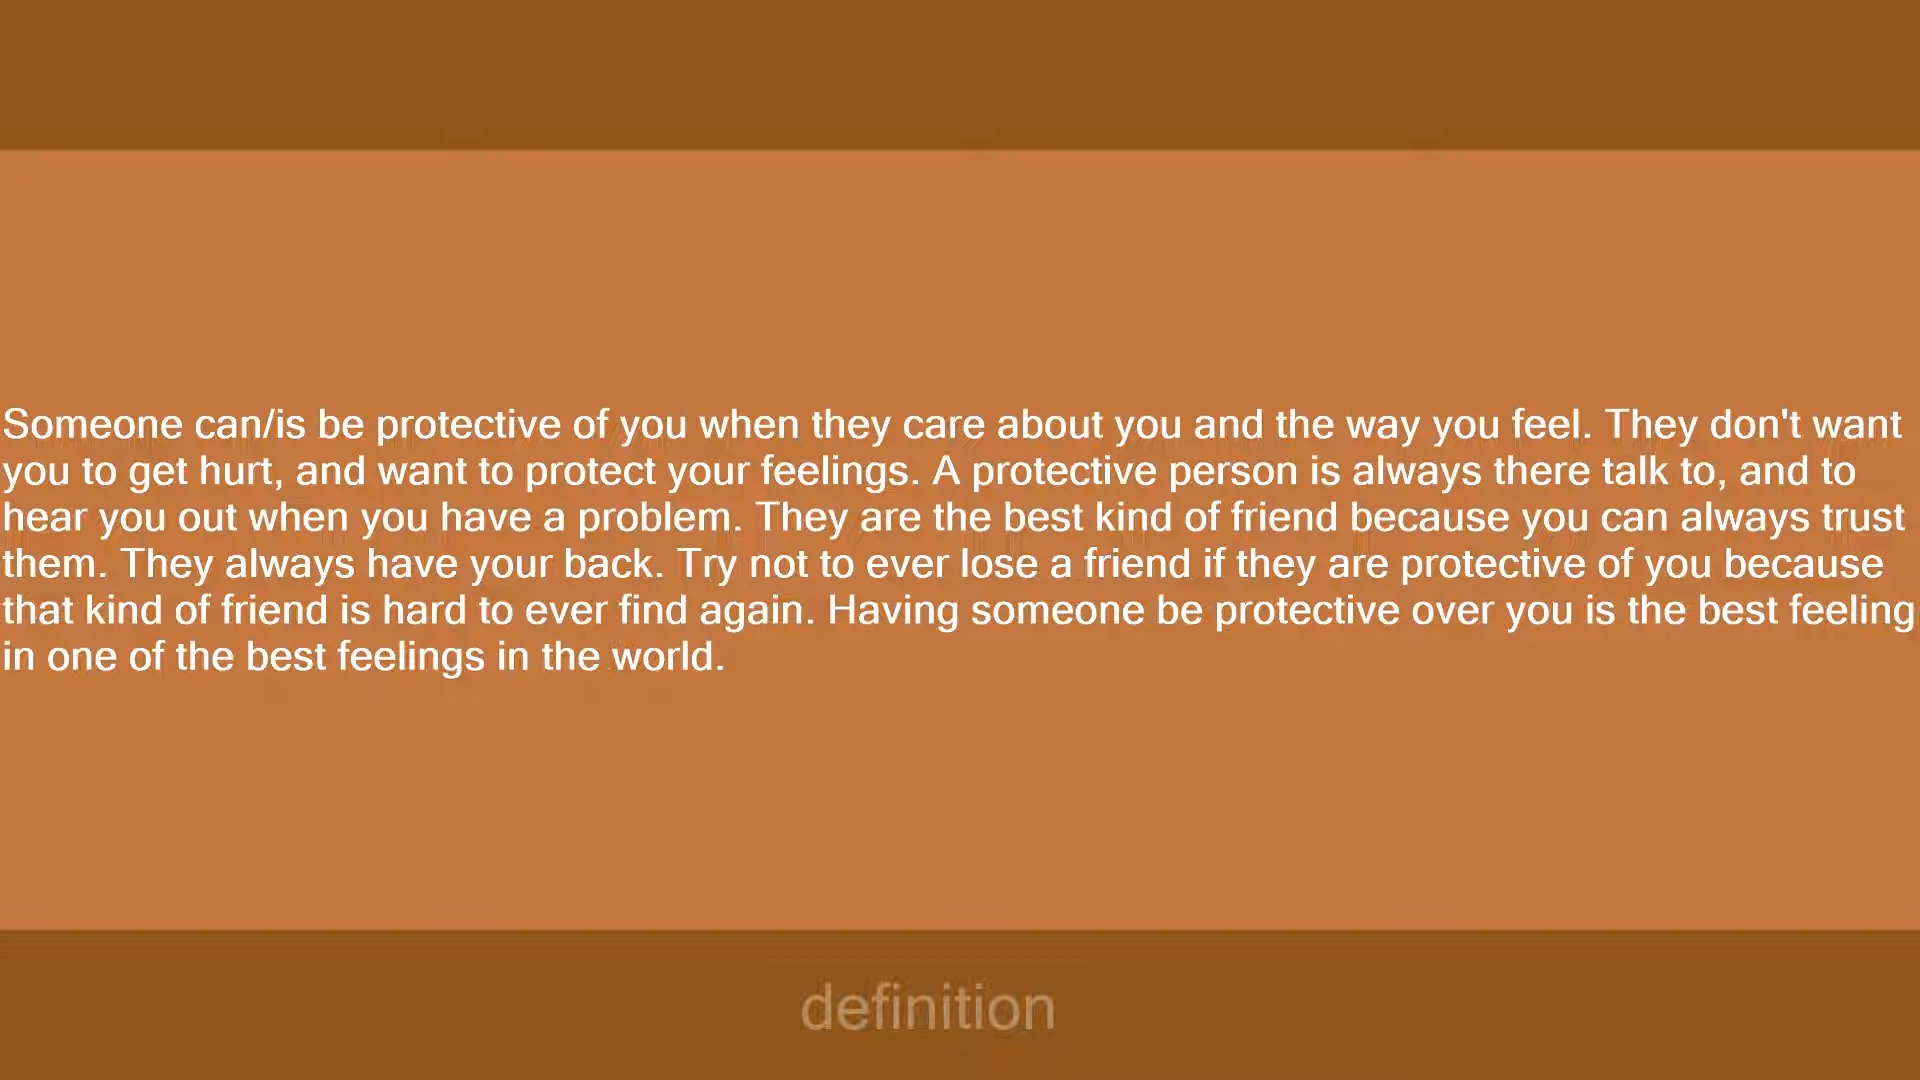 Someone can/is be protective of you when they care about you and the way you feel. They don't want
you to get hurt, and want to protect your feelings. A protective person is always there talk to, and to
hear you out when you have a problem. They are the best kind of friend because you can always trust
them. They always have your back. Try not to ever lose a friend if they are protective of you because
that kind of friend is hard to ever find again. Having someone be protective over you is the best feeling
in one of the best feelings in the world.
definition